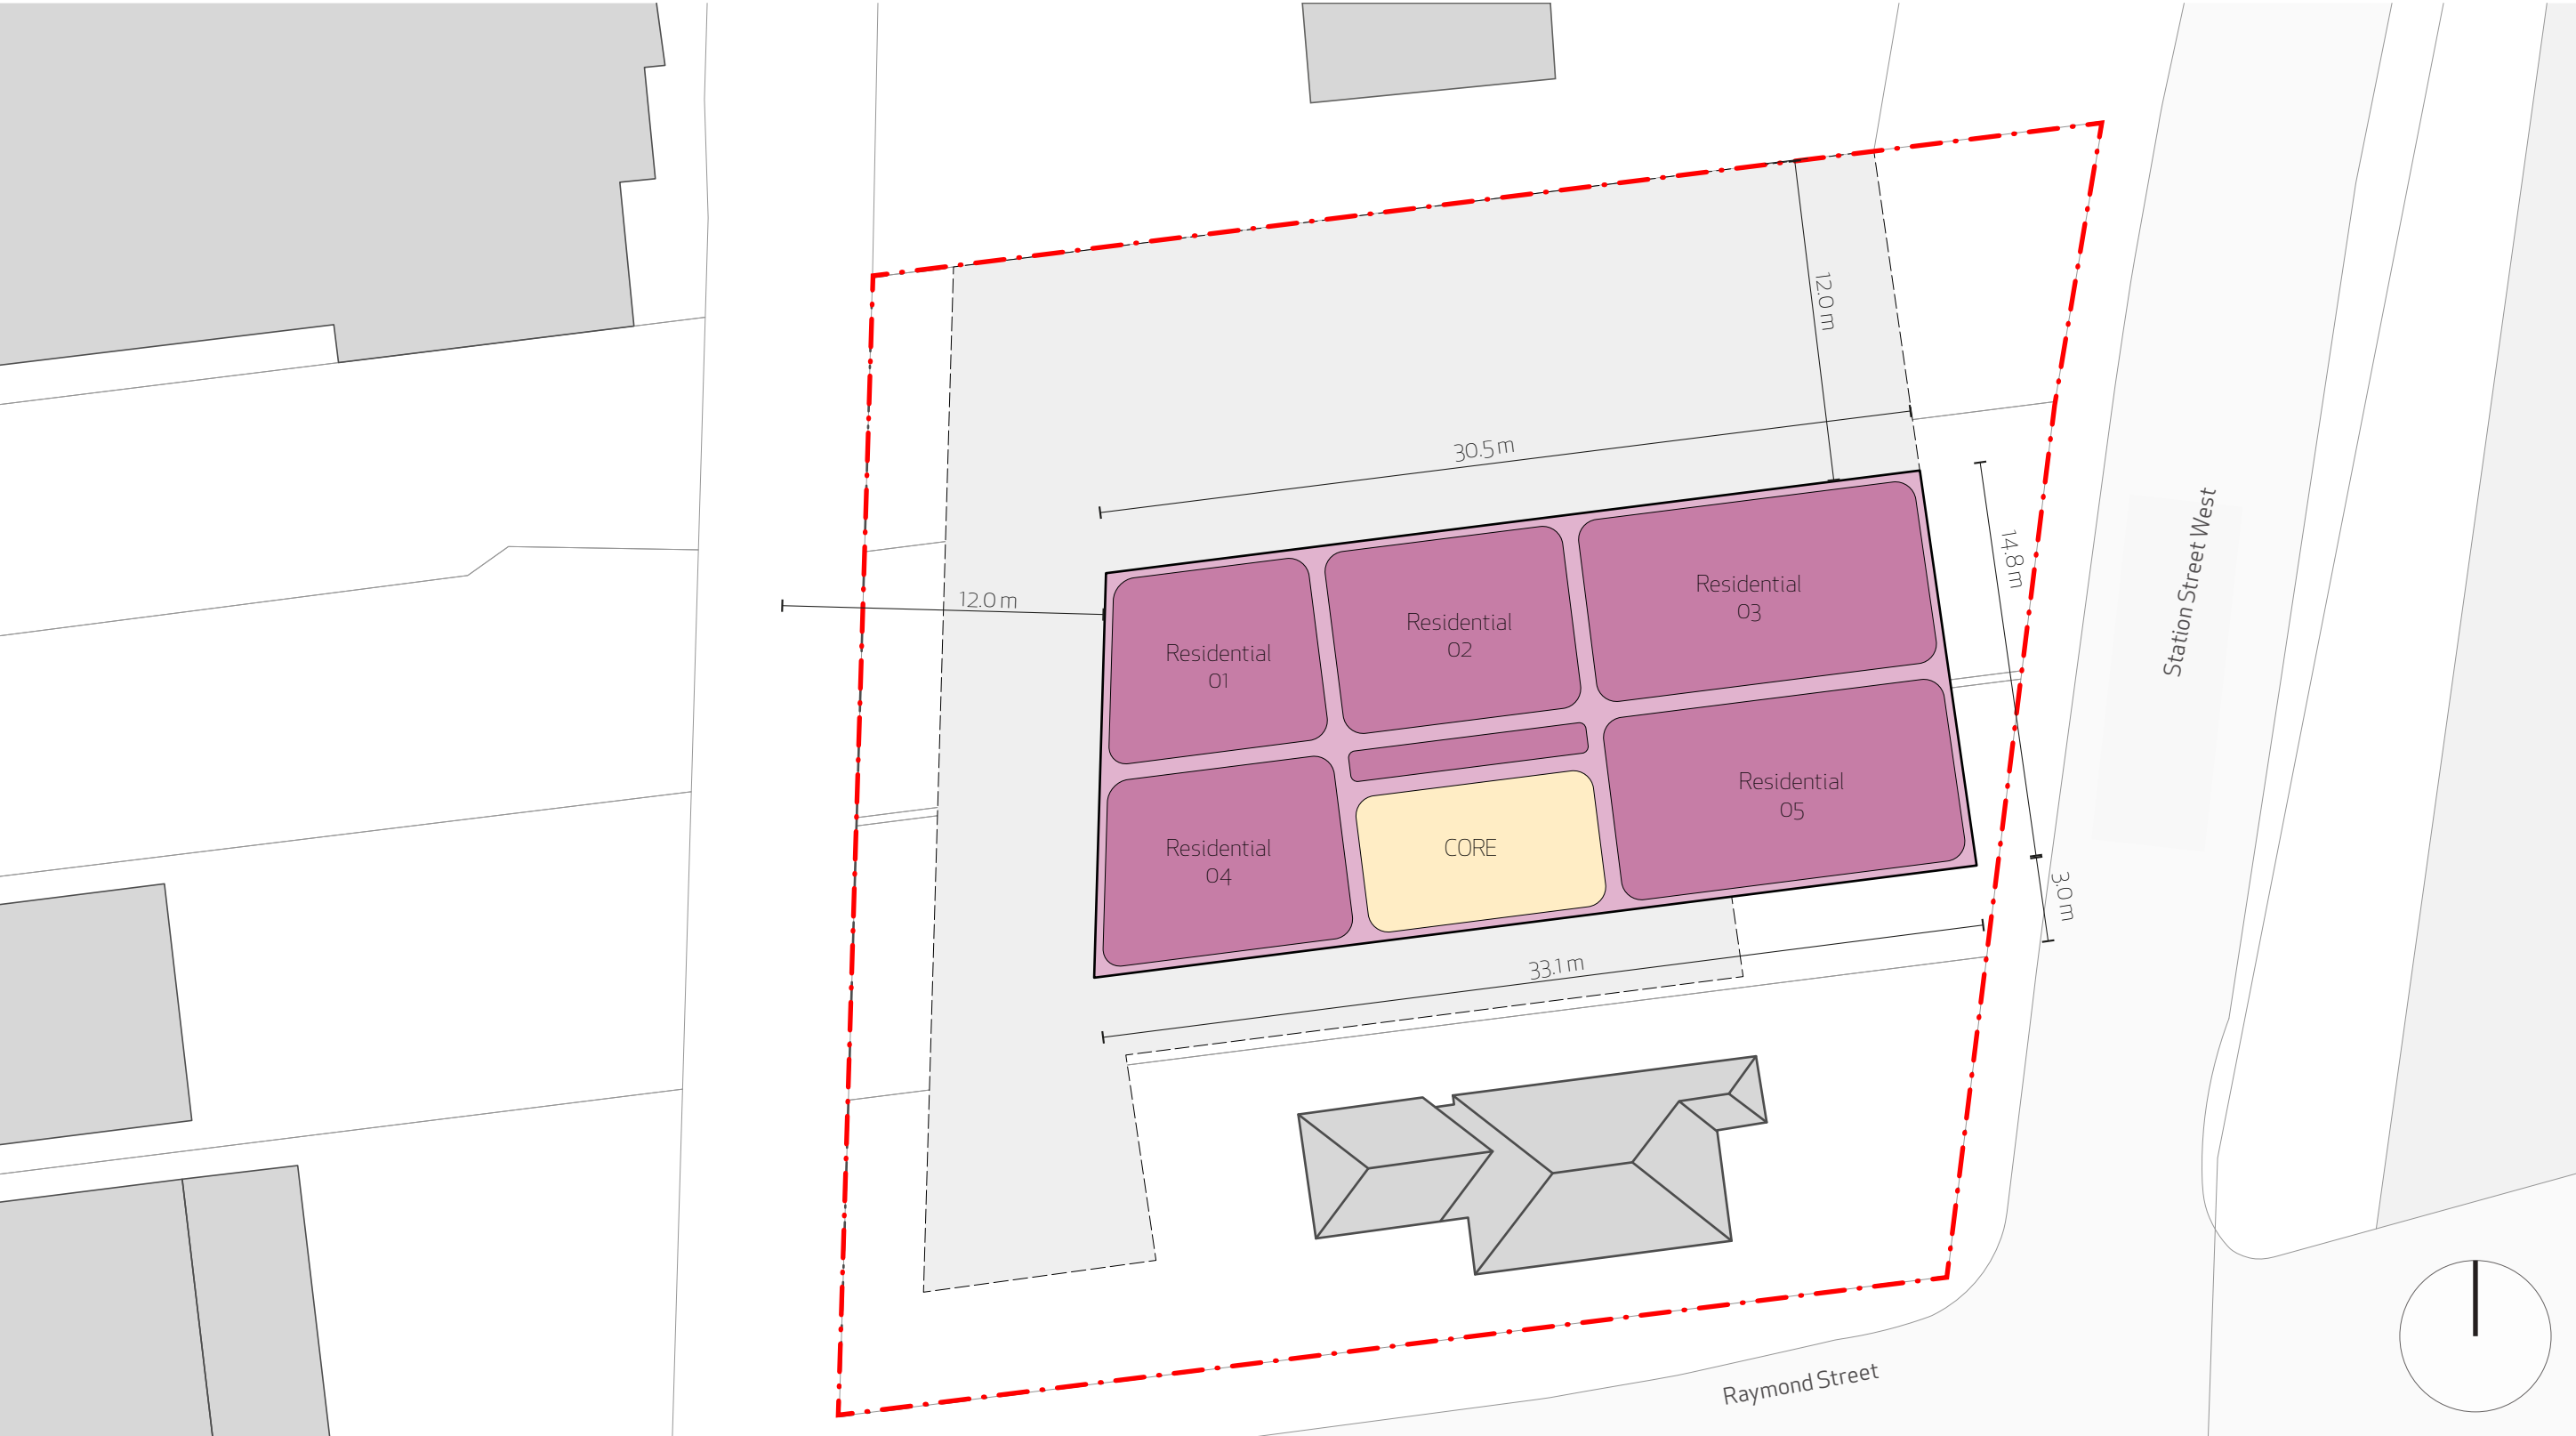 12.0 m
30.5 m
14.8 m
Station Street West
12.0 m
Residential
01
Residential
02
Residential
03
Residential
04
CORE
Residential
05
3.0 m
33.1 m
Raymond Street